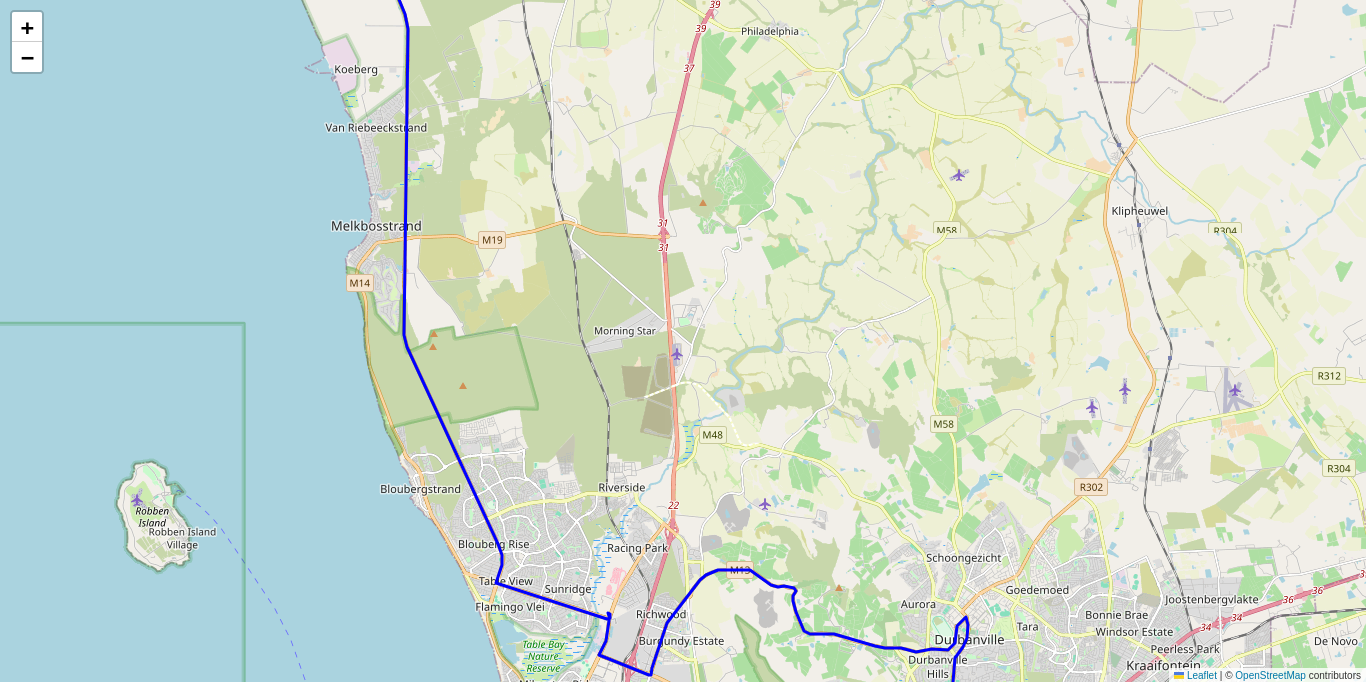 +
−
39
39
Philadelphia
37
Koeberg
Van Riebeeckstrand
Klipheuwel
Melkbosstrand
M19
31
31
M58
R304
M14
Morning Star
R312
M48
M58
R304
R302
Bloubergstrand
Riverside
22
Robben
Island
Robben Island
Village
Blouberg Rise
Racing Park
Table View
Sunridge
Flamingo Vlei
M13
Schoongezicht
Goedemoed
Aurora
Joostenbergvlakte
36
36
34
34
Bonnie Brae
Richwood
Tara
Windsor Estate
Burgundy Estate
Durbanville
De Novo
Peerless Park
Table Bay
Nature
Reserve
Durbanville
Hills
Kraaifontein
Leaflet | © OpenStreetMap contributors